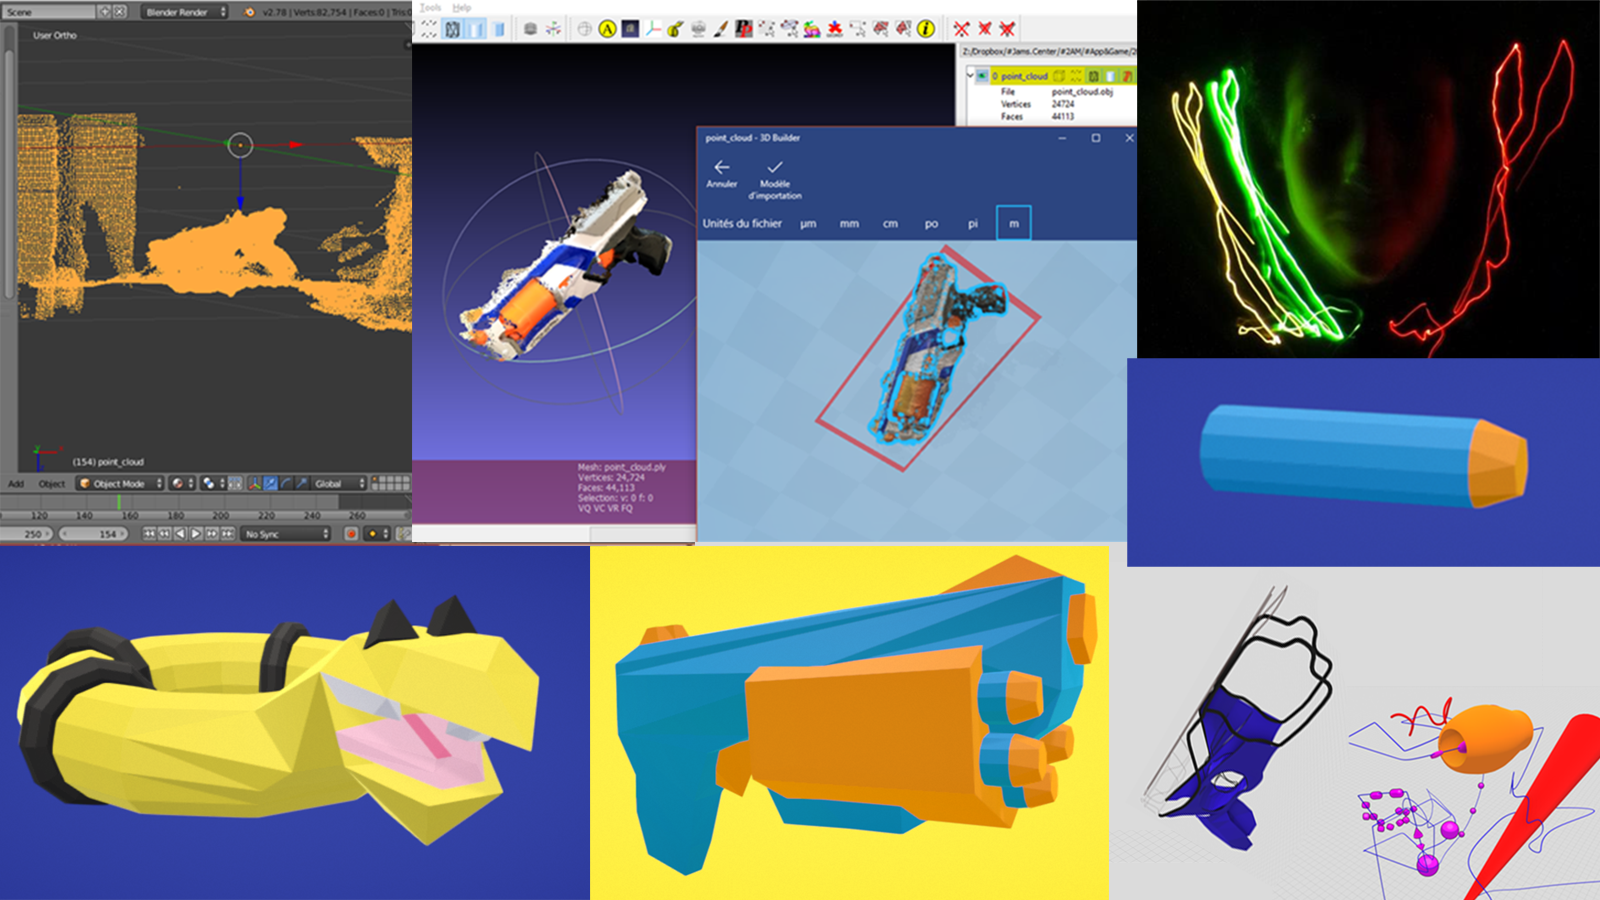 Scene
Blender Render
v2.78 | Verts:82,754 | Faces:0 | Tris:0
User Ortho
(154) point_cloud
Add
Object
Object Mode
Global
120
140
160
180
200
220
240
260
250
154
No Sync
Tools
Help
Z:/Dropbox/#Jams.Center/#2AM/#App&Game/2
0 point_cloud
File
point_cloud.obj
Vertices
24724
Faces
44113
Mesh: point_cloud.ply
Vertices: 24,724
Faces: 44,113
Selection: v: 0 f: 0
VQ VC VR FQ
point_cloud - 3D Builder
Annuler
Modèle
d'importation
Unités du fichier
µm
mm
cm
po
pi
m